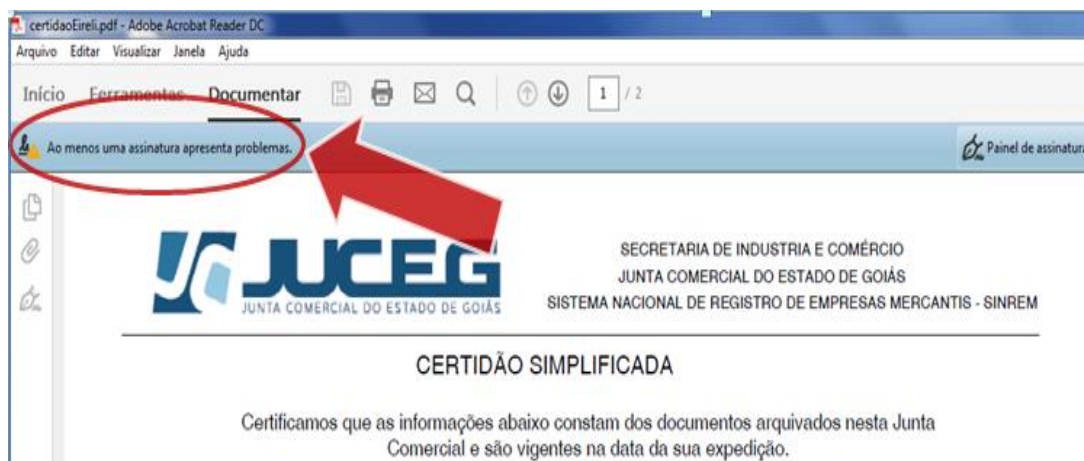 certidaoEireli.pdf - Adobe Acrobat Reader DC
Arquivo Editar Visualizar Janela Ajuda
Início Ferramentas Documentar 1 / 2
Ao menos uma assinatura apresenta problemas. Painel de assinatura
JUCEG
JUNTA COMERCIAL DO ESTADO DE GOIÁS
SECRETARIA DE INDUSTRIA E COMÉRCIO
JUNTA COMERCIAL DO ESTADO DE GOIÁS
SISTEMA NACIONAL DE REGISTRO DE EMPRESAS MERCANTIS - SINREM
CERTIDÃO SIMPLIFICADA
Certificamos que as informações abaixo constam dos documentos arquivados nesta Junta
Comercial e são vigentes na data da sua expedição.